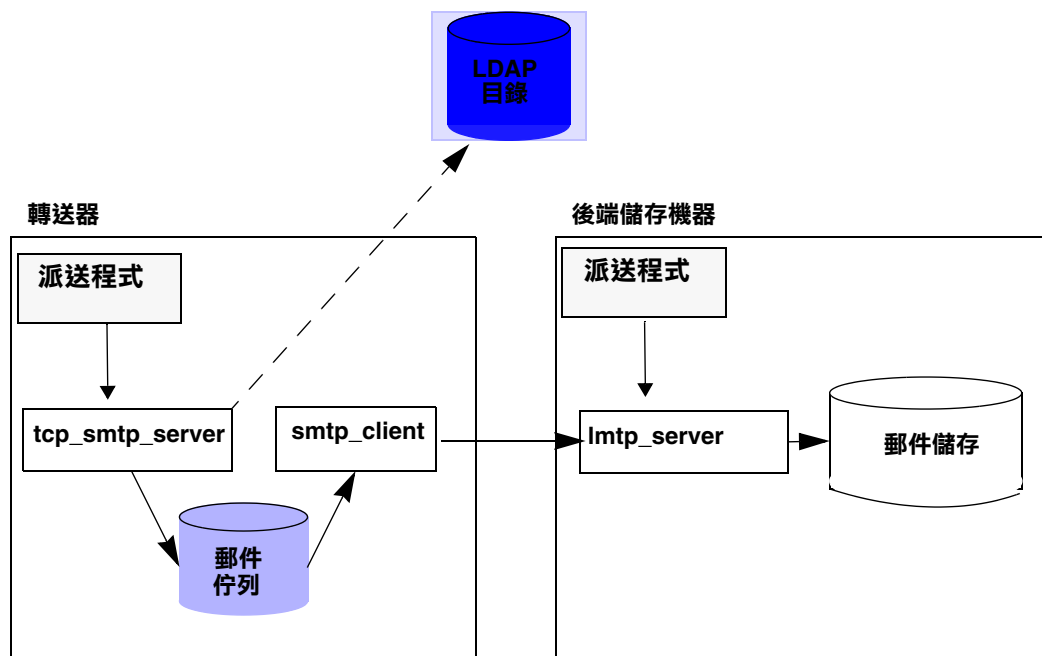 LDAP
目錄
轉送器
後端儲存機器
派送程式
派送程式
tcp_smtp_server
smtp_client
lmtp_server
郵件儲存
郵件
佇列